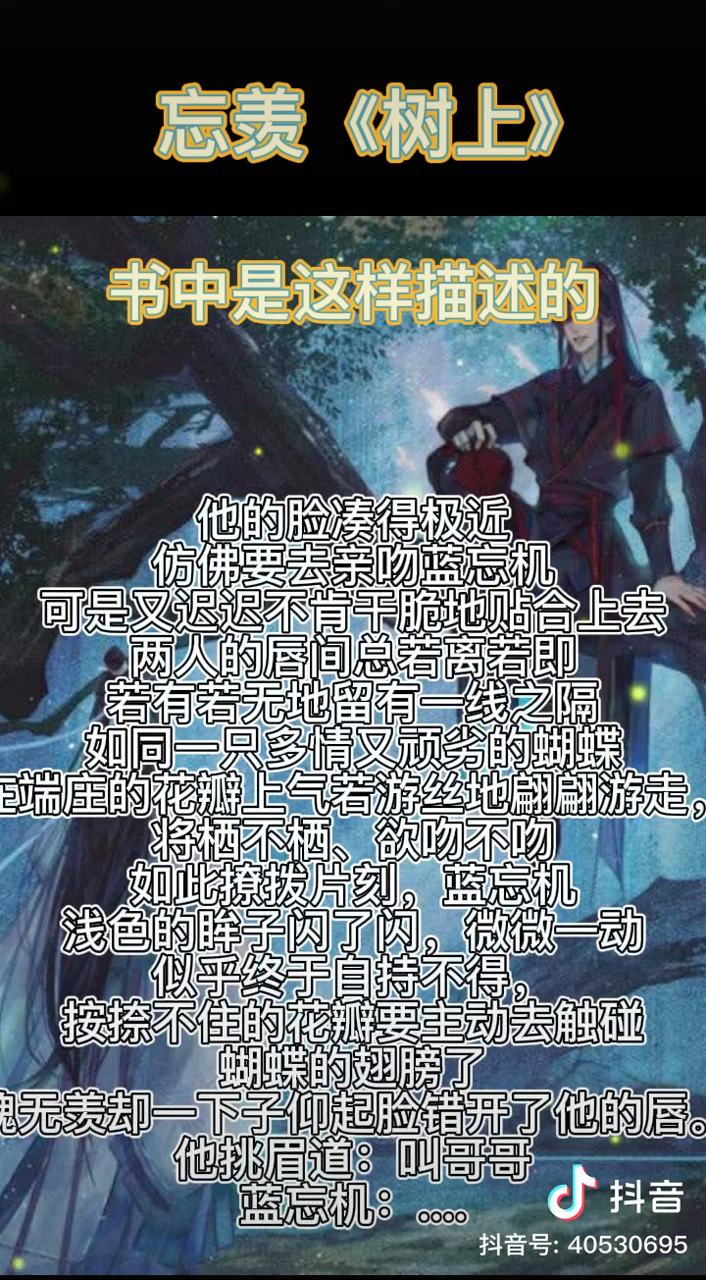 忘羡《树上》
书中是这样描述的
他的脸凑得极近
仿佛要去亲吻蓝忘机
可是又迟迟不肯干脆地贴合上去
两人的唇间总若离若即
若有若无地留有一线之隔
如同一只多情又顽劣的蝴蝶
在端庄的花瓣上气若游丝地翩翩游走，
将栖不栖、欲吻不吻
如此撩拨片刻，蓝忘机
浅色的眸子闪了闪，微微一动
似乎终于自持不得，
按捺不住的花瓣要主动去触碰
蝴蝶的翅膀了
魏无羡却一下子仰起脸错开了他的唇。
他挑眉道：叫哥哥
蓝忘机：....
抖音
抖音号: 40530695